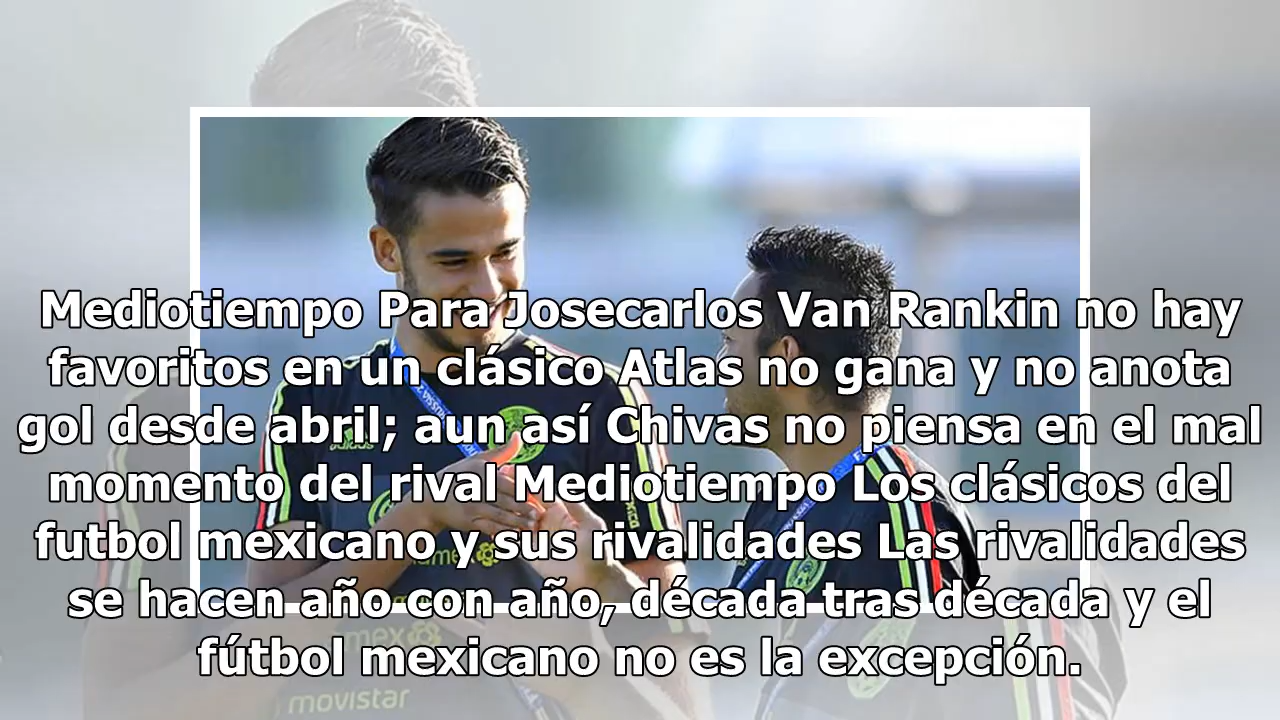 Mediotiempo Para Josecarlos Van Rankin no hay
favoritos en un clásico Atlas no gana y no anota
gol desde abril; aun así Chivas no piensa en el mal
momento del rival Mediotiempo Los clásicos del
futbol mexicano y sus rivalidades Las rivalidades
se hacen año con año, década tras década y el
fútbol mexicano no es la excepción.
movistar